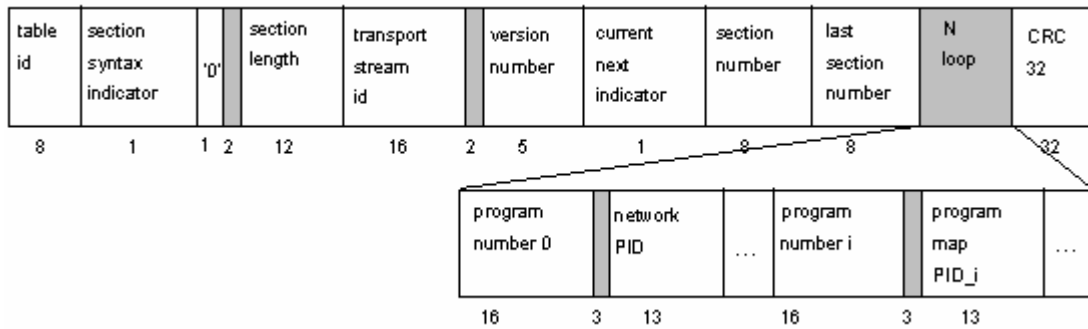 table
id
section
syntax
indicator
'0'
section
length
transport
stream
id
version
number
current
next
indicator
section
number
last
section
number
N
loop
CRC
32
8 1 1 2 12 16 2 5 1 8 8 32
program
number 0
network
PID
...
program
number i
program
map
PID_i
...
16 3 13 16 3 13